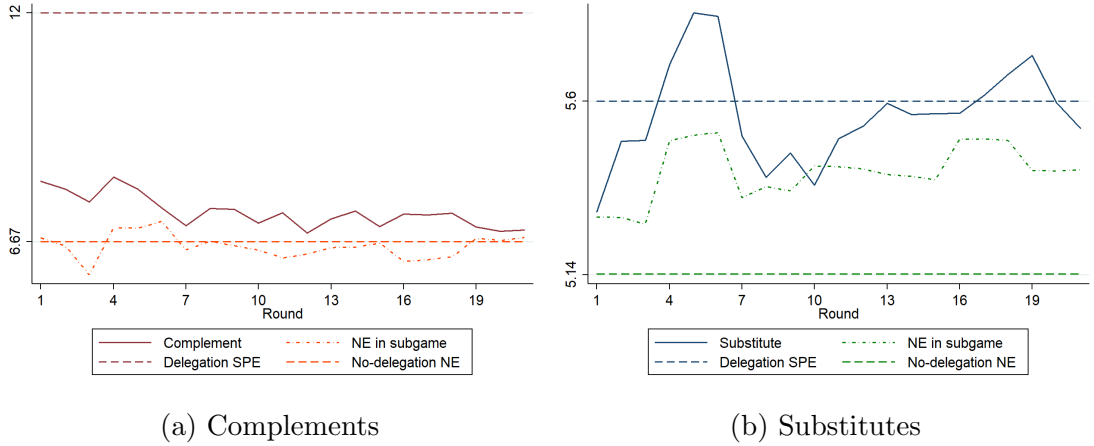 12
6.67
1 4 7 10 13 16 19
Round
Complement NE in subgame
Delegation SPE No-delegation NE
(a) Complements
5.6
5.14
1 4 7 10 13 16 19
Round
Substitute NE in subgame
Delegation SPE No-delegation NE
(b) Substitutes